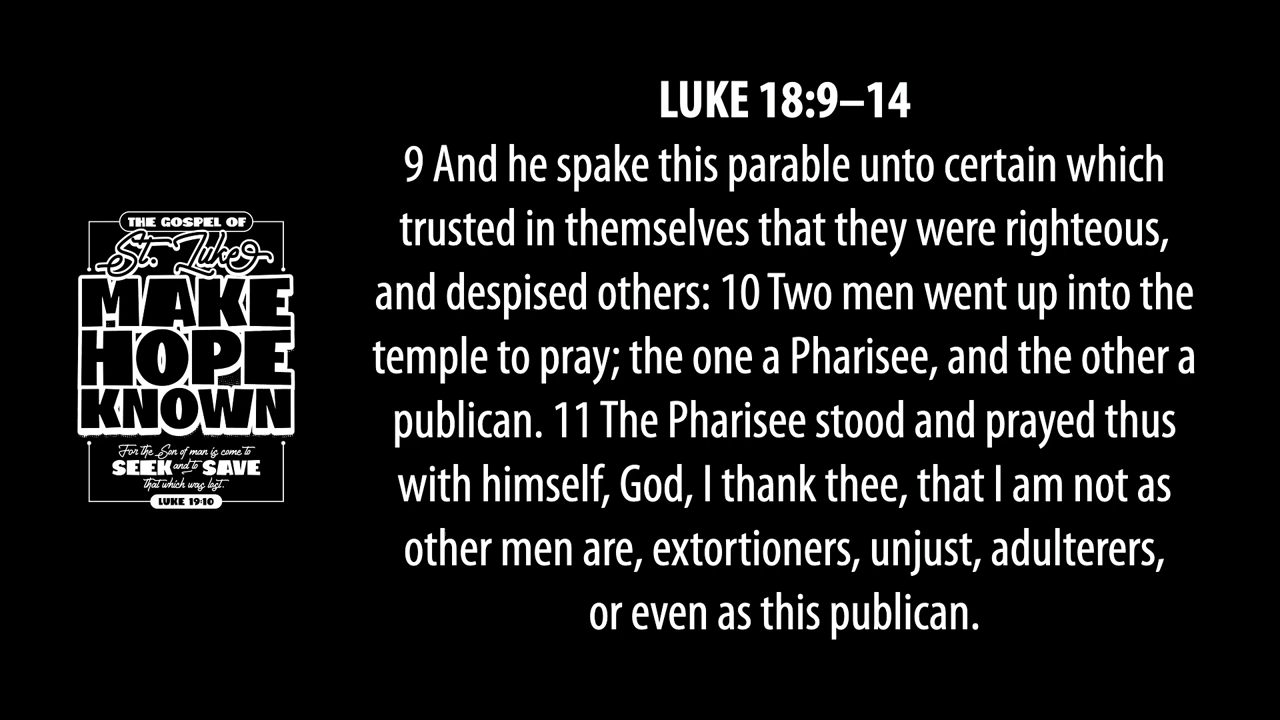 THE GOSPEL OF
St. Luke
MAKE
HOPE
KNOWN
For the Son of man is come to
SEEK and to SAVE
that which was lost.
LUKE 19:10
LUKE 18:9–14
9 And he spake this parable unto certain which
trusted in themselves that they were righteous,
and despised others: 10 Two men went up into the
temple to pray; the one a Pharisee, and the other a
publican. 11 The Pharisee stood and prayed thus
with himself, God, I thank thee, that I am not as
other men are, extortioners, unjust, adulterers,
or even as this publican.